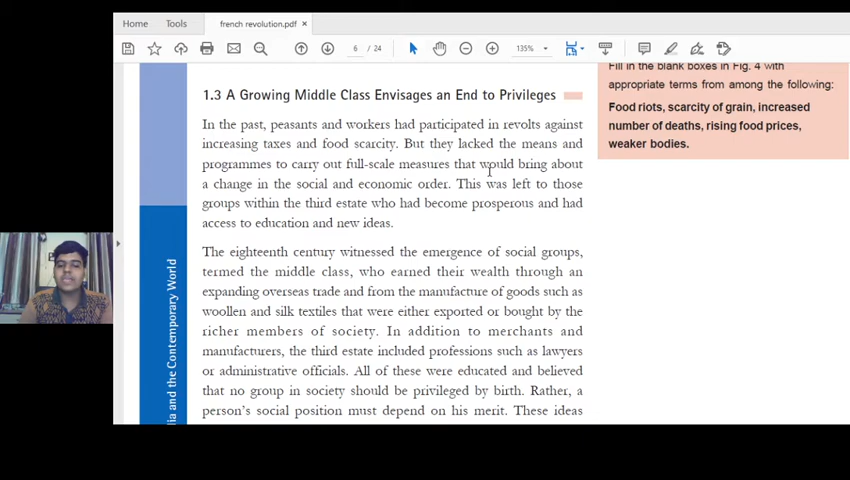 Home
Tools
french revolution.pdf ×
6 / 24
135%
Fill in the blank boxes in Fig. 4 with
appropriate terms from among the following:
Food riots, scarcity of grain, increased
number of deaths, rising food prices,
weaker bodies.
1.3 A Growing Middle Class Envisages an End to Privileges
In the past, peasants and workers had participated in revolts against
increasing taxes and food scarcity. But they lacked the means and
programmes to carry out full-scale measures that would bring about
a change in the social and economic order. This was left to those
groups within the third estate who had become prosperous and had
access to education and new ideas.
The eighteenth century witnessed the emergence of social groups,
termed the middle class, who earned their wealth through an
expanding overseas trade and from the manufacture of goods such as
woollen and silk textiles that were either exported or bought by the
richer members of society. In addition to merchants and
manufacturers, the third estate included professions such as lawyers
or administrative officials. All of these were educated and believed
that no group in society should be privileged by birth. Rather, a
person's social position must depend on his merit. These ideas
dia and the Contemporary World